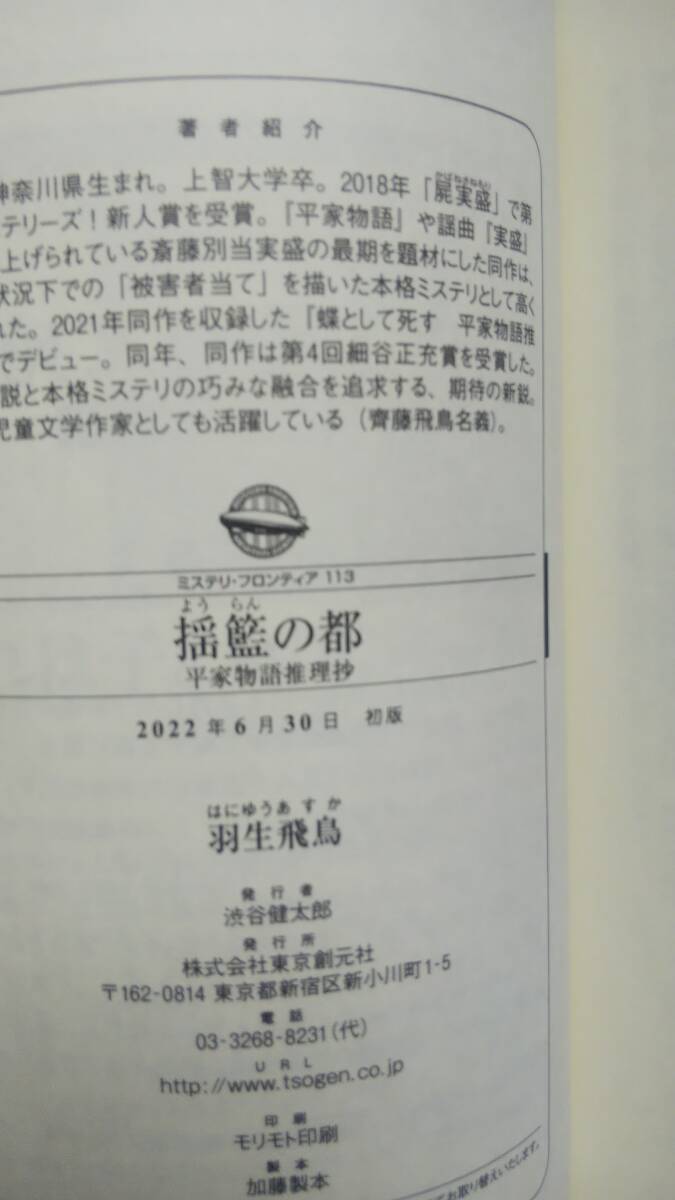 著者紹介
神奈川県生まれ。上智大学卒。2018年「屍実盛」で第
テリーズ!新人賞を受賞。『平家物語』や謡曲『実盛』
上げられている斎藤別当実盛の最期を題材にした同作は、
状況下での「被害者当て」を描いた本格ミステリとして高く
れた。2021年同作を収録した『蝶として死す 平家物語推
でデビュー。同年、同作は第4回細谷正充賞を受賞した。
説と本格ミステリの巧みな融合を追求する、期待の新鋭。
児童文学作家としても活躍している(齊藤飛鳥名義)。
ミステリ・フロンティア 113
よう らん
揺籃の都
平家物語推理抄
2022年6月30日 初版
はにゆうあすか
羽生飛鳥
発行者
渋谷健太郎
発行所
株式会社東京創元社
〒162-0814 東京都新宿区新小川町1-5
電話
03-3268-8231(代)
URL
http://www.tsogen.co.jp
印刷
モリモト印刷
製本
加藤製本
お取り替えいたします。